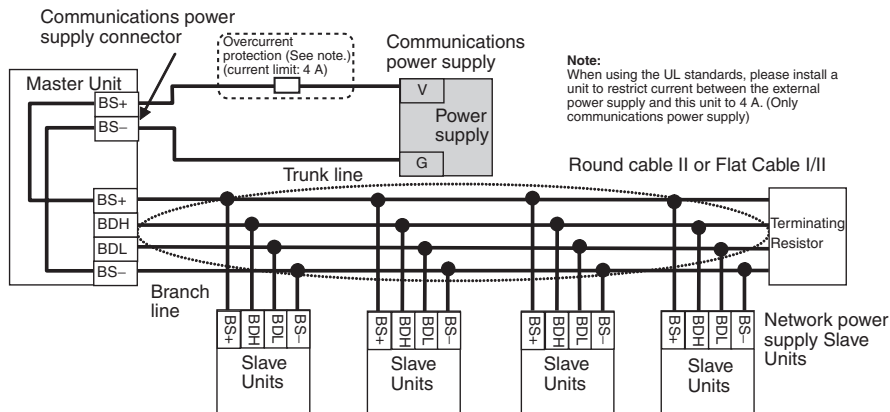 Communications power
supply connector
Overcurrent
protection (See note.)
(current limit: 4 A)
Communications
power supply
Note:
When using the UL standards, please install a
unit to restrict current between the external
power supply and this unit to 4 A. (Only
communications power supply)
Master Unit
BS+
BS−
V
Power
supply
G
Trunk line
Round cable II or Flat Cable I/II
BS+
BDH
BDL
BS−
Terminating
Resistor
Branch
line
BS+
BDH
BDL
BS−
Slave
Units
BS+
BDH
BDL
BS−
Slave
Units
BS+
BDH
BDL
BS−
Slave
Units
BS+
BDH
BDL
BS−
Slave
Units
Network power
supply Slave
Units